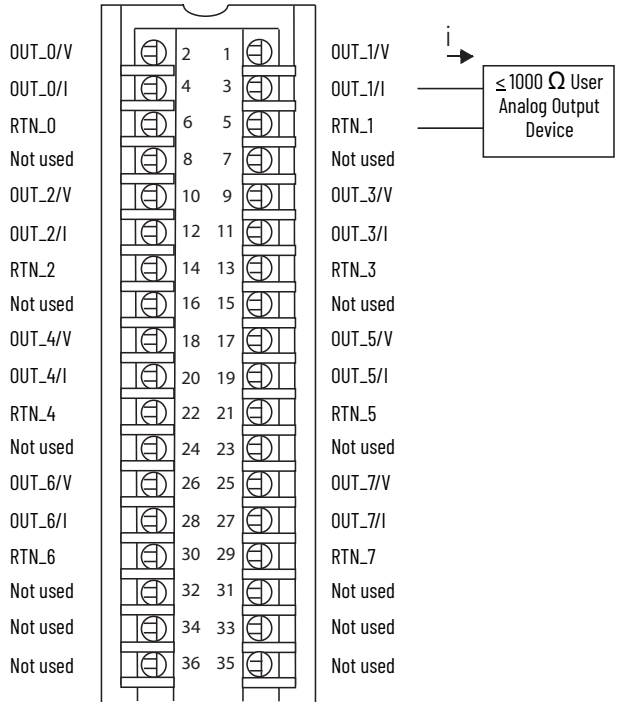 OUT_0/V 2 1 OUT_1/V
OUT_0/I 4 3 OUT_1/I
RTN_0 6 5 RTN_1
Not used 8 7 Not used
OUT_2/V 10 9 OUT_3/V
OUT_2/I 12 11 OUT_3/I
RTN_2 14 13 RTN_3
Not used 16 15 Not used
OUT_4/V 18 17 OUT_5/V
OUT_4/I 20 19 OUT_5/I
RTN_4 22 21 RTN_5
Not used 24 23 Not used
OUT_6/V 26 25 OUT_7/V
OUT_6/I 28 27 OUT_7/I
RTN_6 30 29 RTN_7
Not used 32 31 Not used
Not used 34 33 Not used
Not used 36 35 Not used
i
≤ 1000 Ω User
Analog Output
Device